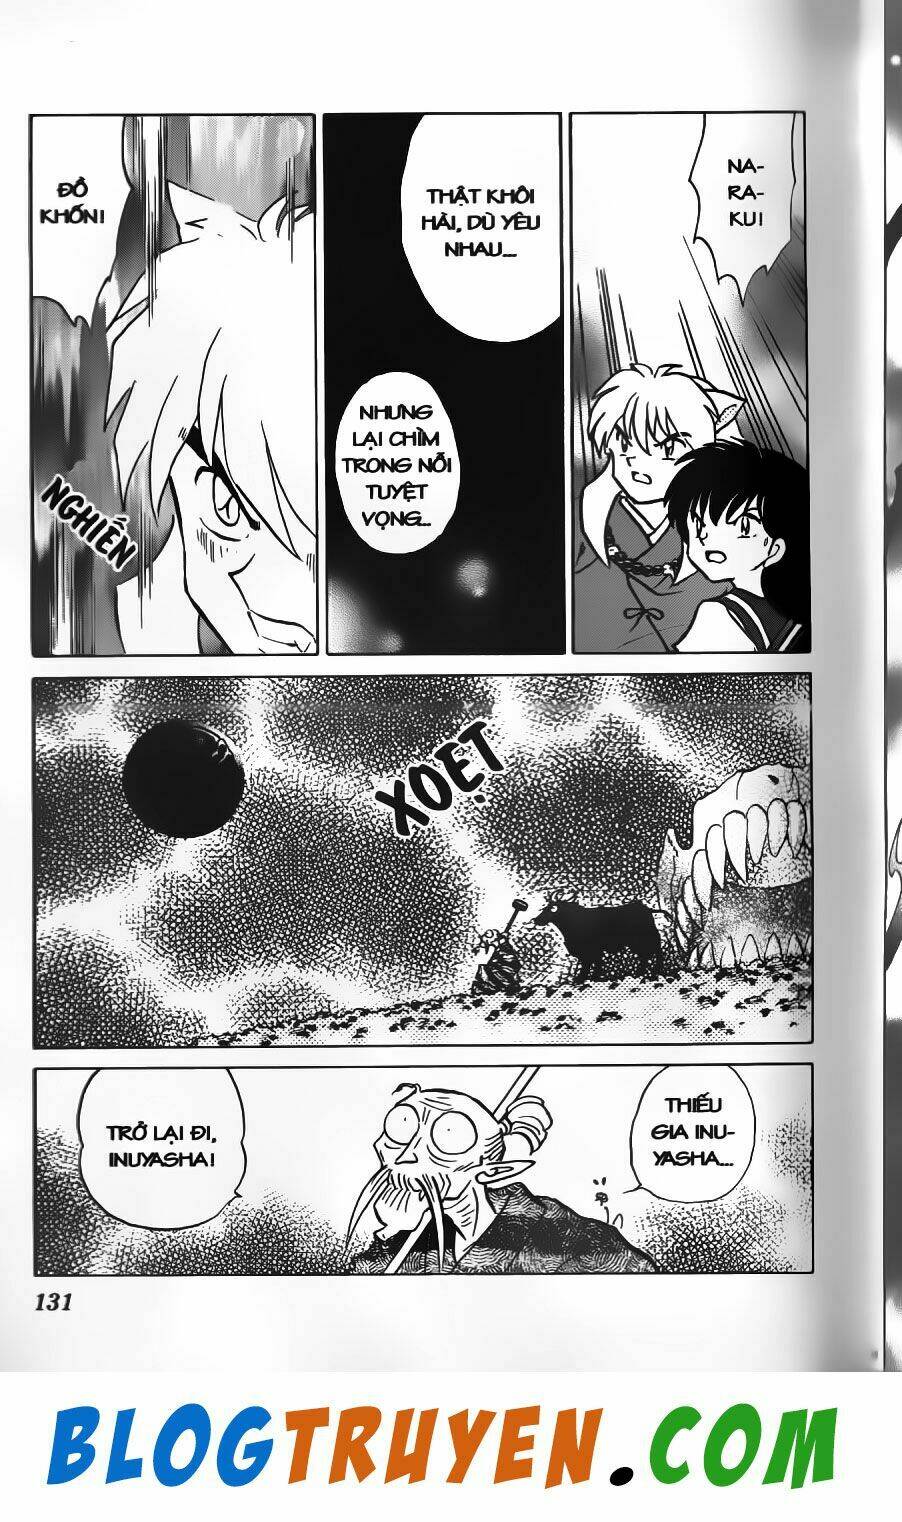 NA-
RA-
KU!
THẬT KHÔI
HÀI, DÙ YÊU
NHAU...
NHƯNG
LẠI CHÌM
TRONG NỖI
TUYỆT
VỌNG...
ĐỒ
KHỐN!
NGHIẾN
XOẸT
THIẾU
GIA INU-
YASHA...
TRỞ LẠI ĐI,
INUYASHA!
131
BLOGTRUYEN.COM